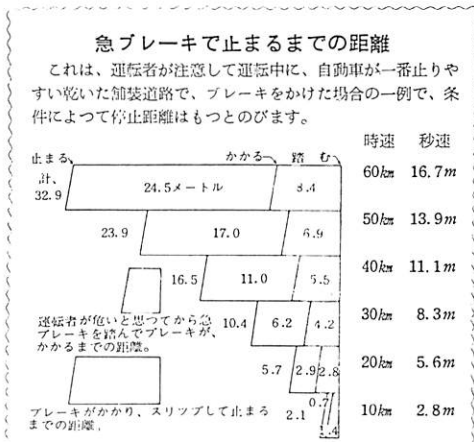 急ブレーキで止まるまでの距離
これは、運転者が注意して運転中に、自動車が一番止りや
すい乾いた舗装道路で、ブレーキをかけた場合の一例で、条
件によつて停止距離はもつとのびます。
時速 秒速
止まる かかる 踏む
計、
32.9 24.5メートル 8.4 60km 16.7m
23.9 17.0 6.9 50km 13.9m
16.5 11.0 5.5 40km 11.1m
10.4 6.2 4.2 30km 8.3m
運転者が危いと思つてから急
ブレーキを踏んでブレーキが、
かかるまでの距離。
5.7 2.9 2.8 20km 5.6m
2.1 0.7 1.4 10km 2.8m
ブレーキがかかり、スリップして止まる
までの距離。